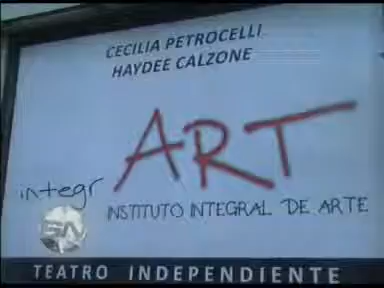 CECILIA PETROCELLI
HAYDEE CALZONE
integr ART
INSTITUTO INTEGRAL DE ARTE
TEATRO INDEPENDIENTE